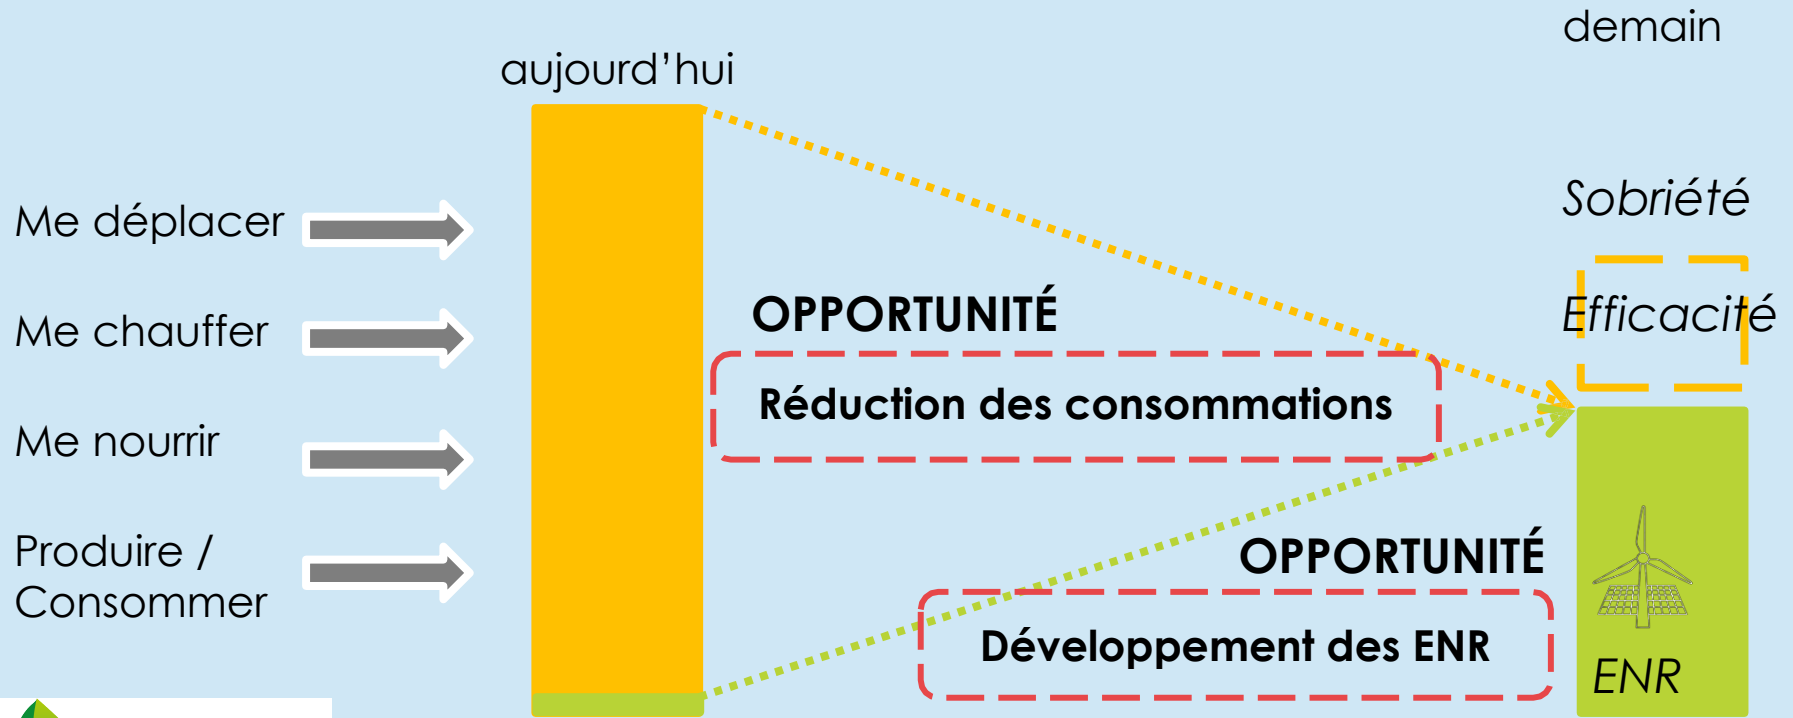 demain
aujourd’hui
Sobriété
Me déplacer
OPPORTUNITÉ
Efficacité
Me chauffer
Réduction des consommations
Me nourrir
Produire /
Consommer
OPPORTUNITÉ
Développement des ENR
ENR